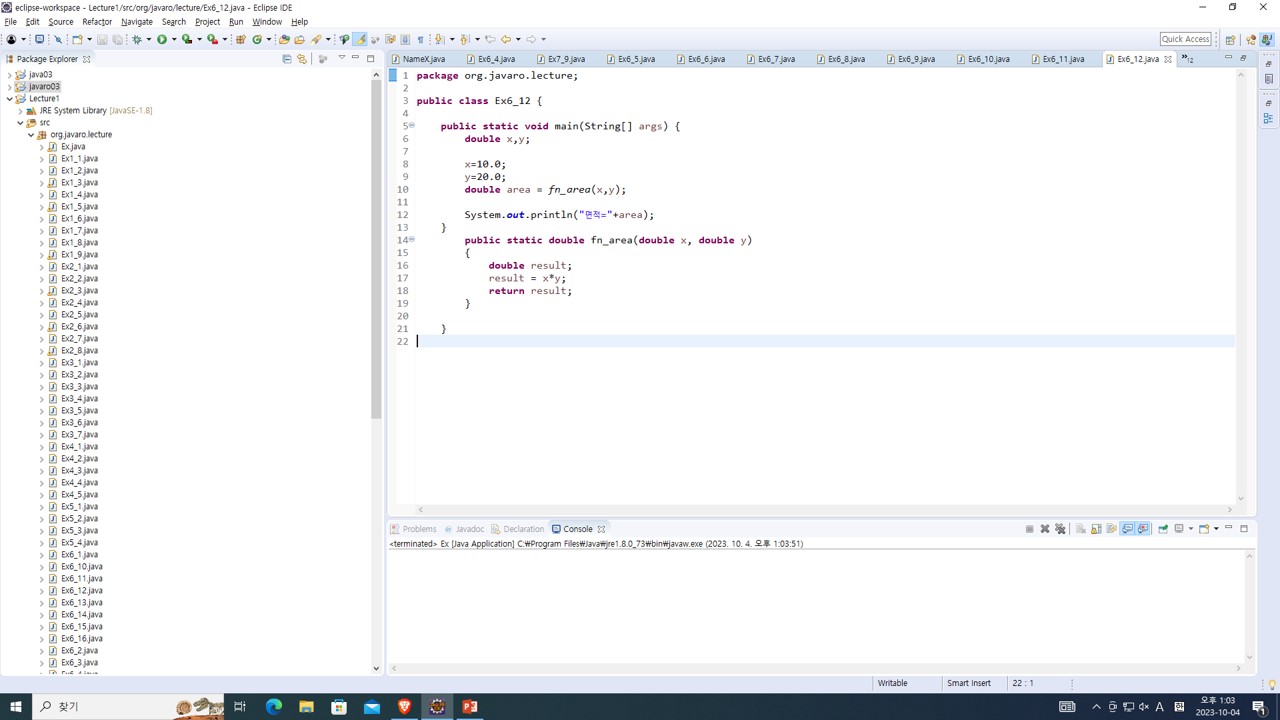 eclipse-workspace - Lecture1/src/org/javaro/lecture/Ex6_12.java - Eclipse IDE
File Edit Source Refactor Navigate Search Project Run Window Help
Quick Access
Package Explorer
java03
javaro03
Lecture1
JRE System Library [JavaSE-1.8]
src
org.javaro.lecture
Ex.java
Ex1_1.java
Ex1_2.java
Ex1_3.java
Ex1_4.java
Ex1_5.java
Ex1_6.java
Ex1_7.java
Ex1_8.java
Ex1_9.java
Ex2_1.java
Ex2_2.java
Ex2_3.java
Ex2_4.java
Ex2_5.java
Ex2_6.java
Ex2_7.java
Ex2_8.java
Ex3_1.java
Ex3_2.java
Ex3_3.java
Ex3_4.java
Ex3_5.java
Ex3_6.java
Ex3_7.java
Ex4_1.java
Ex4_2.java
Ex4_3.java
Ex4_4.java
Ex4_5.java
Ex5_1.java
Ex5_2.java
Ex5_3.java
Ex5_4.java
Ex6_1.java
Ex6_10.java
Ex6_11.java
Ex6_12.java
Ex6_13.java
Ex6_14.java
Ex6_15.java
Ex6_16.java
Ex6_2.java
Ex6_3.java
NameX.java Ex6_4.java Ex7_9.java Ex6_5.java Ex6_6.java Ex6_7.java Ex6_8.java Ex6_9.java Ex6_10.java Ex6_11.java Ex6_12.java »12
1 package org.javaro.lecture;
2
3 public class Ex6_12 {
4
5 public static void main(String[] args) {
6 double x,y;
7
8 x=10.0;
9 y=20.0;
10 double area = fn_area(x,y);
11
12 System.out.println("면적="+area);
13 }
14 public static double fn_area(double x, double y)
15 {
16 double result;
17 result = x*y;
18 return result;
19 }
20
21 }
22
Problems Javadoc Declaration Console
<terminated> Ex [Java Application] C:₩Program Files₩Java₩jre1.8.0_73₩bin₩javaw.exe (2023. 10. 4. 오후 1:03:51)
Writable Smart Insert 22 : 1
찾기
A 오후 1:03
2023-10-04
1